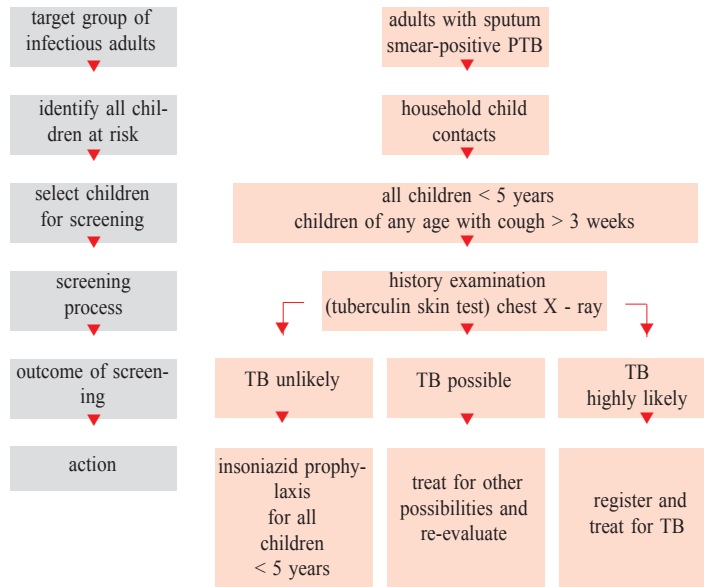 target group of
infectious adults
adults with sputum
smear-positive PTB
identify all chil-
dren at risk
household child
contacts
select children
for screening
all children < 5 years
children of any age with cough > 3 weeks
screening
process
history examination
(tuberculin skin test) chest X - ray
outcome of screen-
ing
TB unlikely
TB possible
TB
highly likely
action
insoniazid prophy-
laxis
for all
children
< 5 years
treat for other
possibilities and
re-evaluate
register and
treat for TB